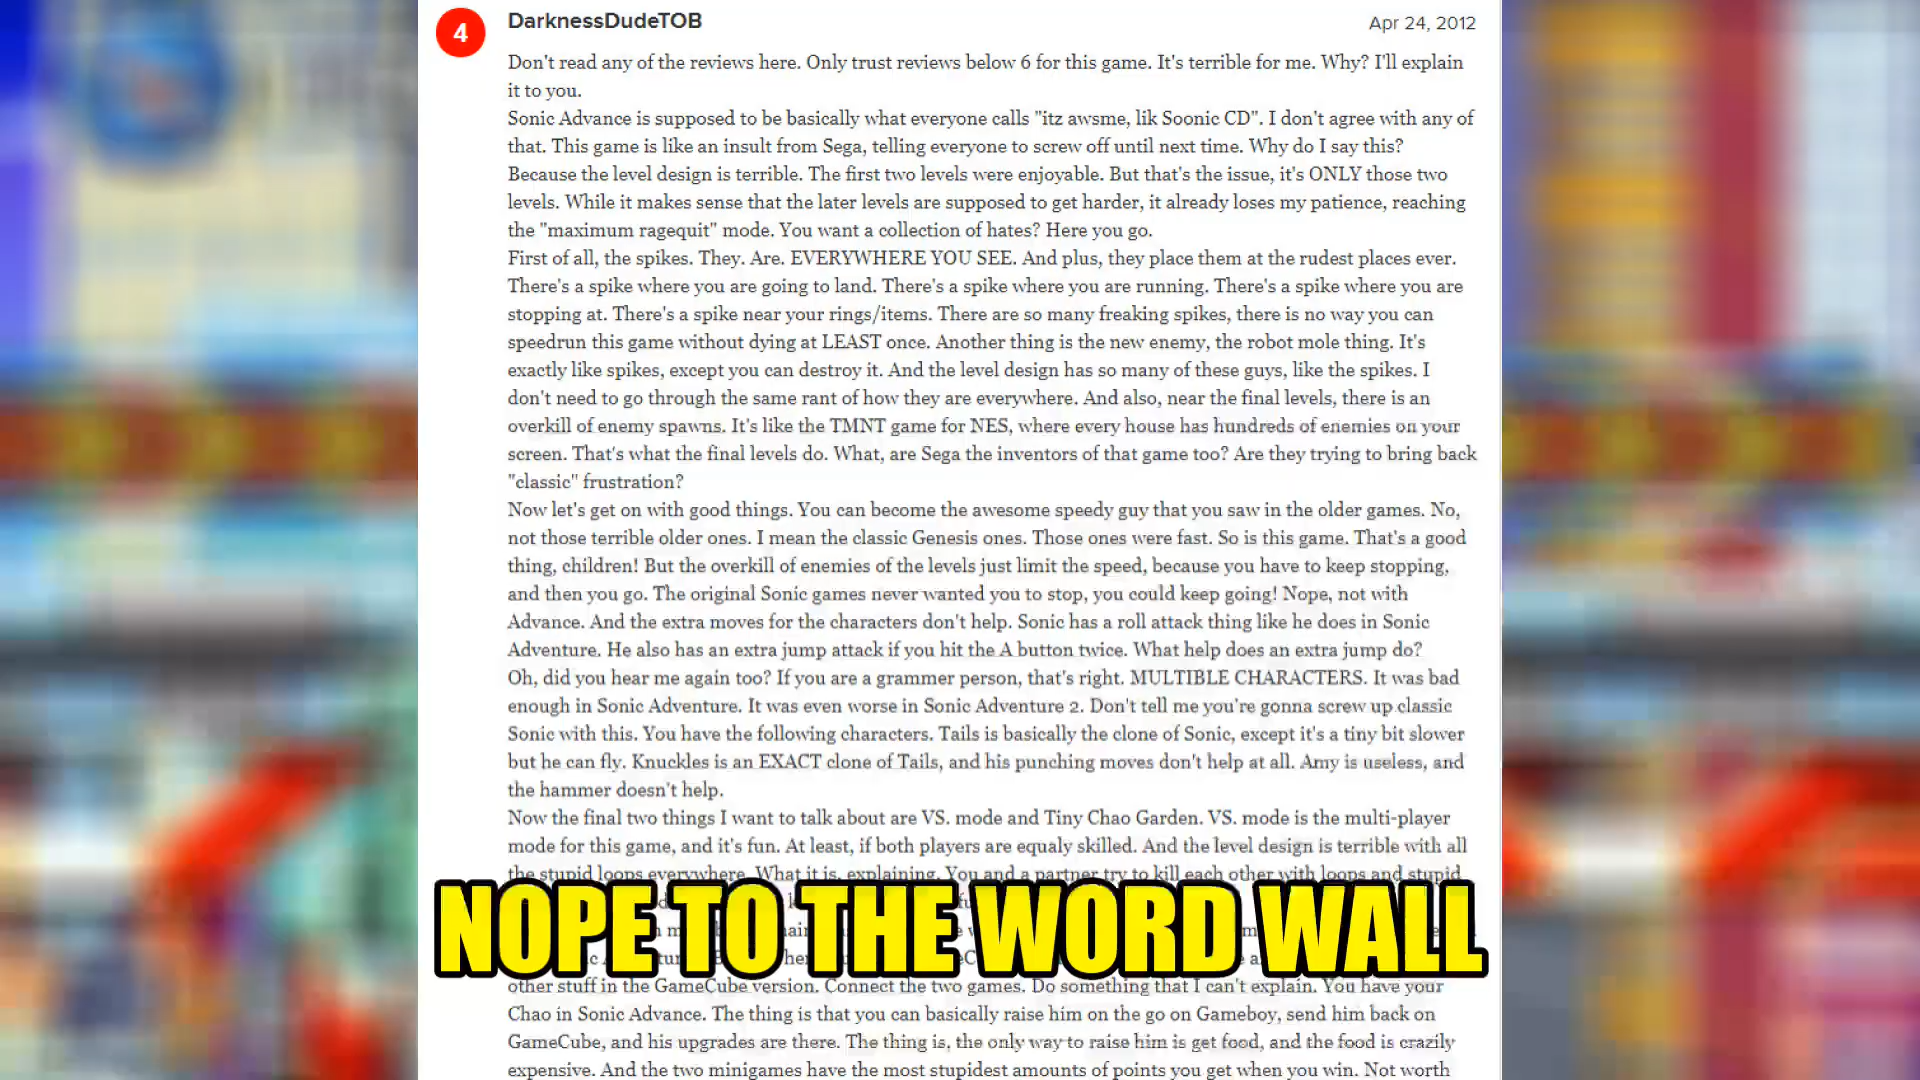 4
DarknessDudeTOB
Apr 24, 2012
Don't read any of the reviews here. Only trust reviews below 6 for this game. It's terrible for me. Why? I'll explain
it to you.
Sonic Advance is supposed to be basically what everyone calls "itz awsme, lik Soonic CD". I don't agree with any of
that. This game is like an insult from Sega, telling everyone to screw off until next time. Why do I say this?
Because the level design is terrible. The first two levels were enjoyable. But that's the issue, it's ONLY those two
levels. While it makes sense that the later levels are supposed to get harder, it already loses my patience, reaching
the "maximum ragequit" mode. You want a collection of hates? Here you go.
First of all, the spikes. They. Are. EVERYWHERE YOU SEE. And plus, they place them at the rudest places ever.
There's a spike where you are going to land. There's a spike where you are running. There's a spike where you are
stopping at. There's a spike near your rings/items. There are so many freaking spikes, there is no way you can
speedrun this game without dying at LEAST once. Another thing is the new enemy, the robot mole thing. It's
exactly like spikes, except you can destroy it. And the level design has so many of these guys, like the spikes. I
don't need to go through the same rant of how they are everywhere. And also, near the final levels, there is an
overkill of enemy spawns. It's like the TMNT game for NES, where every house has hundreds of enemies on your
screen. That's what the final levels do. What, are Sega the inventors of that game too? Are they trying to bring back
"classic" frustration?
Now let's get on with good things. You can become the awesome speedy guy that you saw in the older games. No,
not those terrible older ones. I mean the classic Genesis ones. Those ones were fast. So is this game. That's a good
thing, children! But the overkill of enemies of the levels just limit the speed, because you have to keep stopping,
and then you go. The original Sonic games never wanted you to stop, you could keep going! Nope, not with
Advance. And the extra moves for the characters don't help. Sonic has a roll attack thing like he does in Sonic
Adventure. He also has an extra jump attack if you hit the A button twice. What help does an extra jump do?
Oh, did you hear me again too? If you are a grammer person, that's right. MULTIBLE CHARACTERS. It was bad
enough in Sonic Adventure. It was even worse in Sonic Adventure 2. Don't tell me you're gonna screw up classic
Sonic with this. You have the following characters. Tails is basically the clone of Sonic, except it's a tiny bit slower
but he can fly. Knuckles is an EXACT clone of Tails, and his punching moves don't help at all. Amy is useless, and
the hammer doesn't help.
Now the final two things I want to talk about are VS. mode and Tiny Chao Garden. VS. mode is the multi-player
mode for this game, and it's fun. At least, if both players are equaly skilled. And the level design is terrible with all
the stupid loops everywhere. What it is, explaining. You and a partner try to kill each other with loops and stupid
NOPE TO THE WORD WALL
other stuff in the GameCube version. Connect the two games. Do something that I can't explain. You have your
Chao in Sonic Advance. The thing is that you can basically raise him on the go on Gameboy, send him back on
GameCube, and his upgrades are there. The thing is, the only way to raise him is get food, and the food is crazily
expensive. And the two minigames have the most stupidest amounts of points you get when you win. Not worth